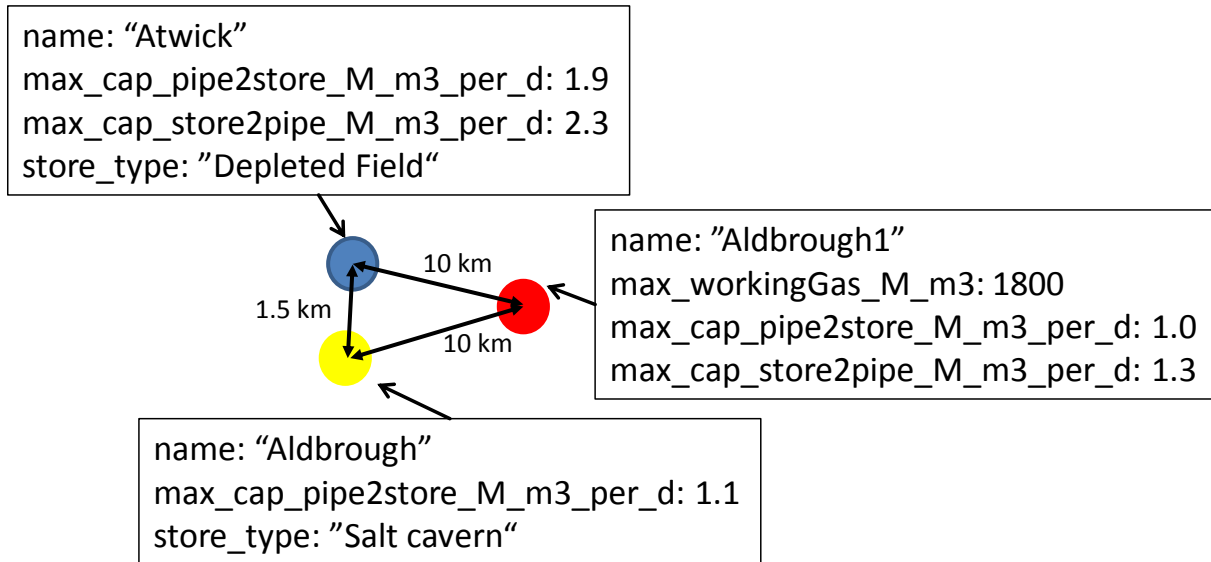 name: “Atwick”
max_cap_pipe2store_M_m3_per_d: 1.9
max_cap_store2pipe_M_m3_per_d: 2.3
store_type: ”Depleted Field“
10 km
1.5 km
10 km
name: ”Aldbrough1”
max_workingGas_M_m3: 1800
max_cap_pipe2store_M_m3_per_d: 1.0
max_cap_store2pipe_M_m3_per_d: 1.3
name: “Aldbrough”
max_cap_pipe2store_M_m3_per_d: 1.1
store_type: ”Salt cavern“